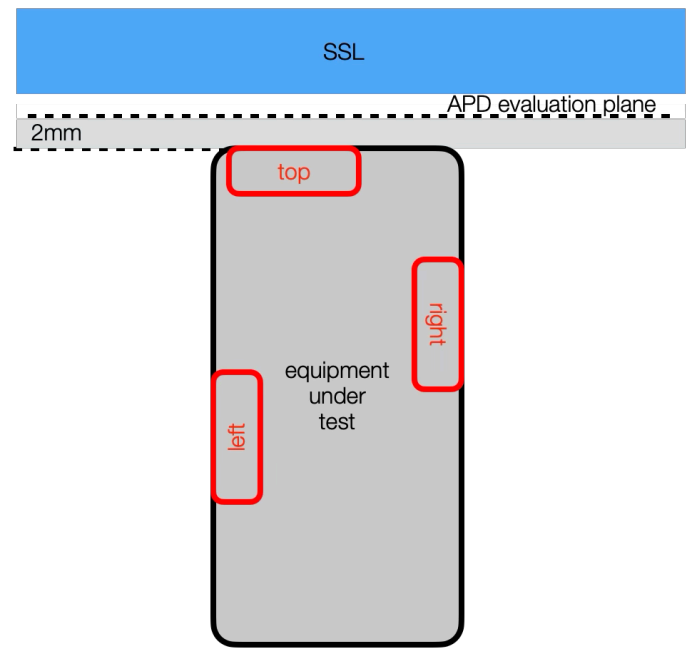 SSL
APD evaluation plane
2mm
top
right
equipment
under
test
left